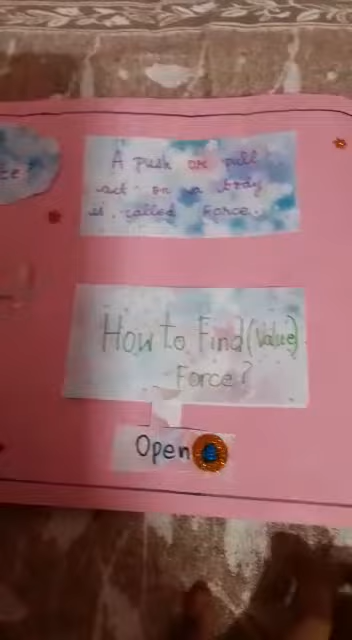 A push or pull
act on a body
is called Force.
How to Find (Value)
Force?
Open